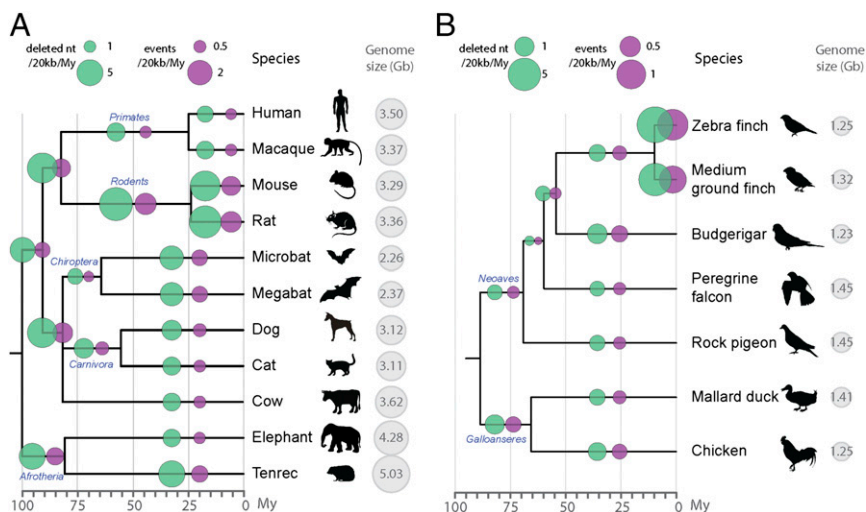 A
deleted nt
/20kb/My
1
5
events
/20kb/My
0.5
2
Species
Genome
size (Gb)
Primates
Human
3.50
Macaque
3.37
Rodents
Mouse
3.29
Rat
3.36
Chiroptera
Microbat
2.26
Megabat
2.37
Dog
3.12
Carnivora
Cat
3.11
Cow
3.62
Elephant
4.28
Afrotheria
Tenrec
5.03
100 75 50 25 0 My
B
deleted nt
/20kb/My
1
5
events
/20kb/My
0.5
1
Species
Genome
size (Gb)
Zebra finch
1.25
Medium
ground finch
1.32
Budgerigar
1.23
Neoaves
Peregrine
falcon
1.45
Rock pigeon
1.45
Mallard duck
1.41
Galloanseres
Chicken
1.25
100 75 50 25 0 My